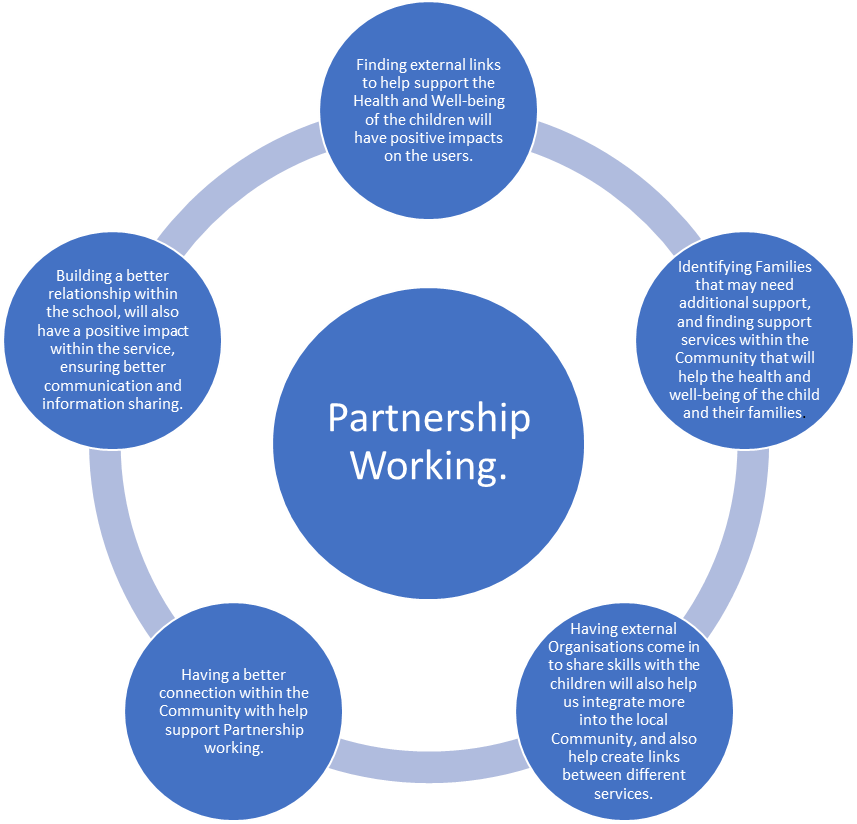 Finding external links
to help support the
Health and Well-being
of the children will
have positive impacts
on the users.
Identifying Families
that may need
additional support,
and finding support
services within the
Community that will
help the health and
well-being of the child
and their families.
Having external
Organisations come in
to share skills with the
children will also help
us integrate more
into the local
Community, and also
help create links
between different
services.
Having a better
connection within the
Community with help
support Partnership
working.
Building a better
relationship within
the school, will also
have a positive impact
within the service,
ensuring better
communication and
information sharing.
Partnership
Working.